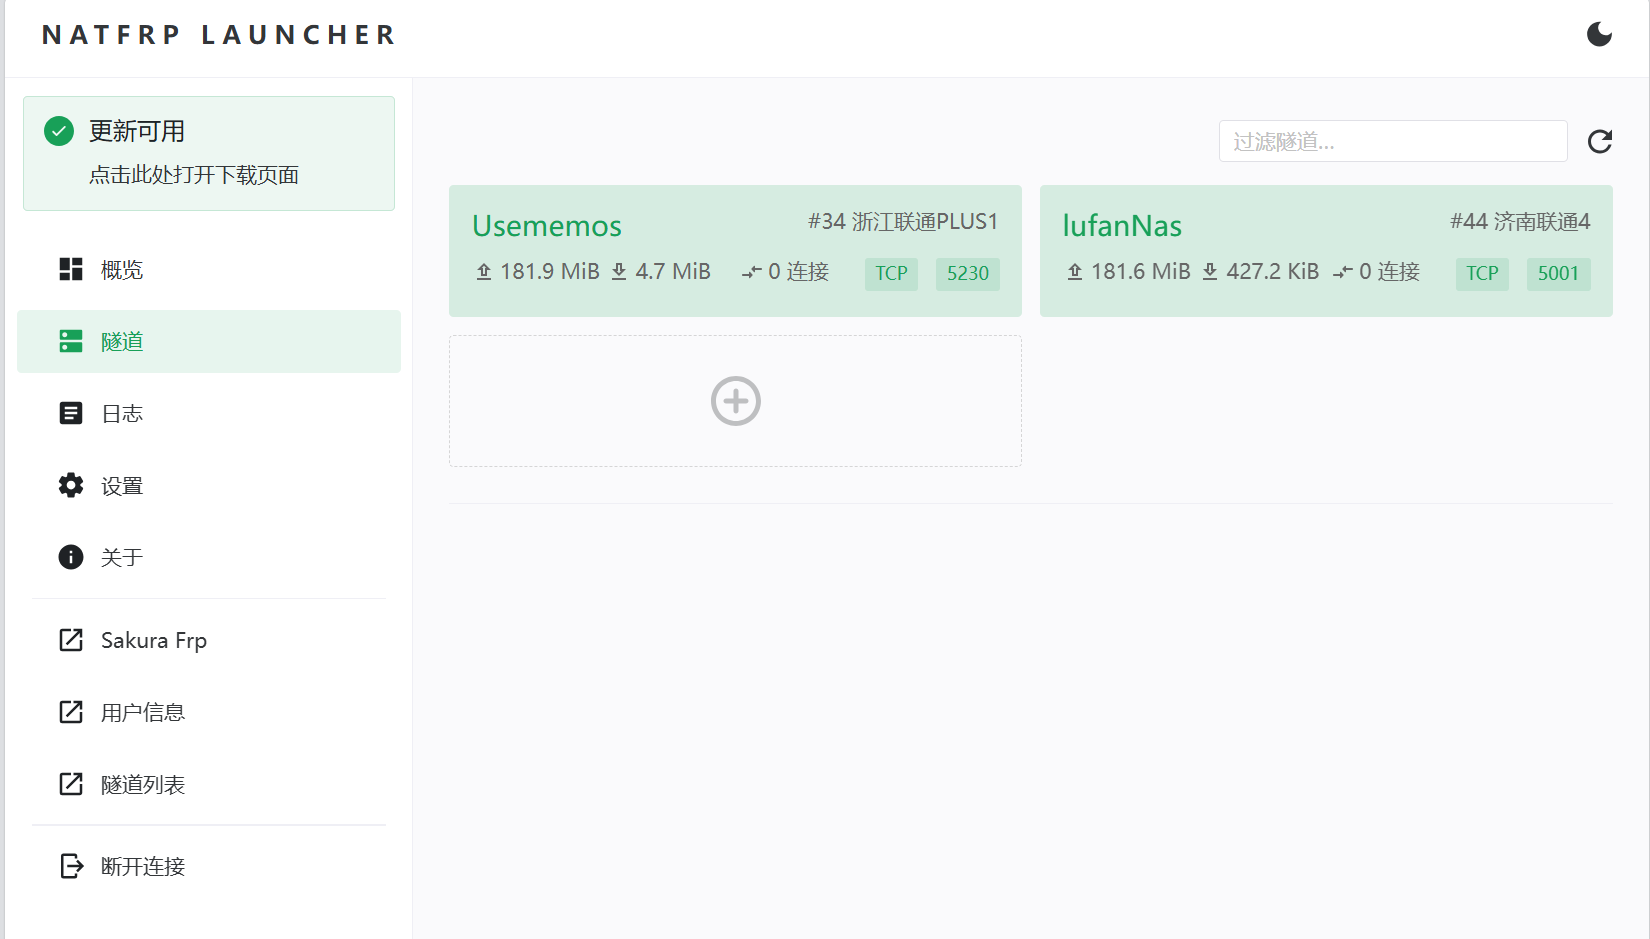 NATFRP LAUNCHER
更新可用
点击此处打开下载页面
概览
隧道
日志
设置
关于
Sakura Frp
用户信息
隧道列表
断开连接
过滤隧道...
Usememos
#34 浙江联通PLUS1
181.9 MiB 4.7 MiB 0 连接 TCP 5230
lufanNas
#44 济南联通4
181.6 MiB 427.2 KiB 0 连接 TCP 5001